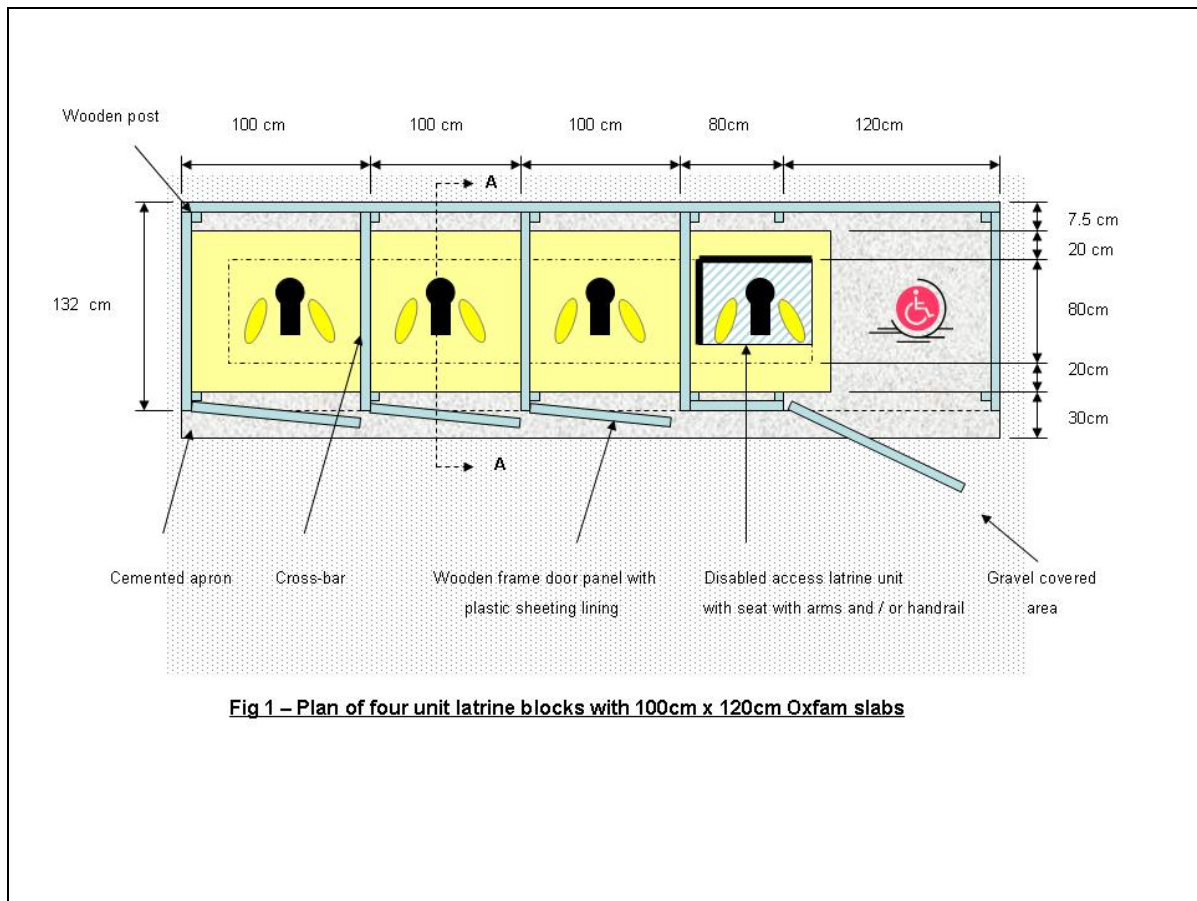 Wooden post
100 cm
100 cm
100 cm
80cm
120cm
A
7.5 cm
20 cm
132 cm
80cm
20cm
30cm
A
Cemented apron
Cross-bar
Wooden frame door panel with
plastic sheeting lining
Disabled access latrine unit
with seat with arms and / or handrail
Gravel covered
area
Fig 1 – Plan of four unit latrine blocks with 100cm x 120cm Oxfam slabs